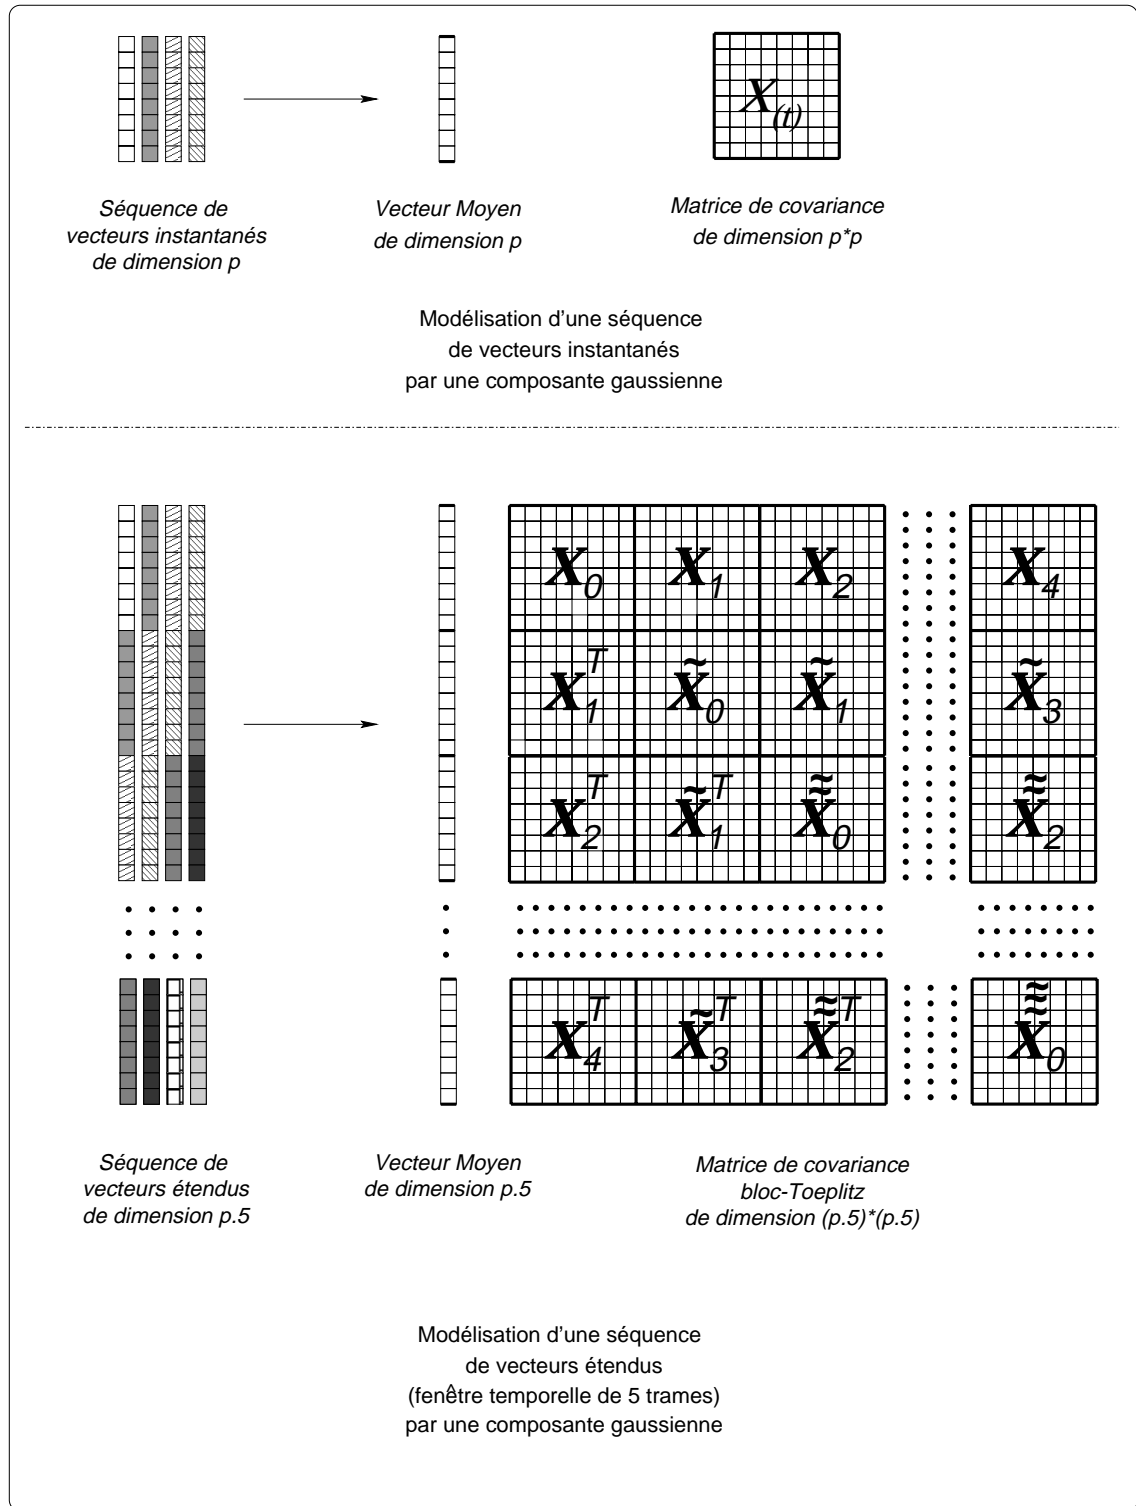 X(t)
Séquence de
vecteurs instantanés
de dimension p
Vecteur Moyen
de dimension p
Matrice de covariance
de dimension p*p
Modélisation d'une séquence
de vecteurs instantanés
par une composante gaussienne
X₀ X₁ X₂ X₄
X₁ᵀ X̃₀ X̃₁ X̃₃
X₂ᵀ X̃₁ᵀ X̃̃₀ X̃̃₂
X₄ᵀ X̃₃ᵀ X̃̃₂ᵀ X̃̃̃̃₀
Séquence de
vecteurs étendus
de dimension p.5
Vecteur Moyen
de dimension p.5
Matrice de covariance
bloc-Toeplitz
de dimension (p.5)*(p.5)
Modélisation d'une séquence
de vecteurs étendus
(fenêtre temporelle de 5 trames)
par une composante gaussienne